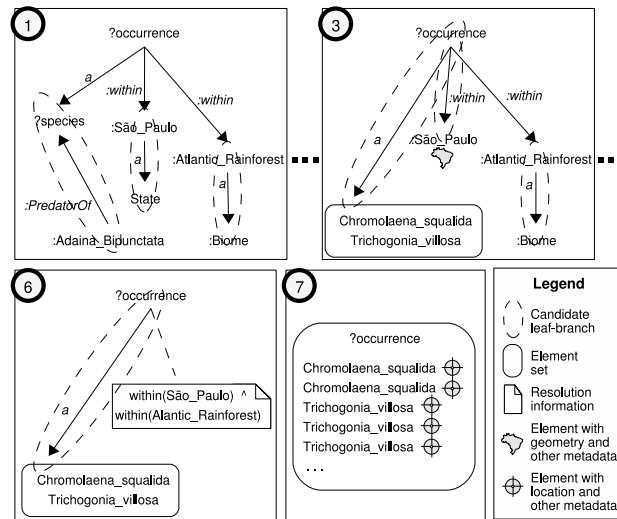 1
?occurrence
a
:within
:within
?species
:São_Paulo
:Atlantic_Rainforest
a
a
:PredatorOf
State
:Adaina_Bipunctata
:Biome
3
?occurrence
:within
:within
a
:São_Paulo
:Atlantic_Rainforest
a
Chromolaena_squalida
Trichogonia_villosa
:Biome
6
?occurrence
a
within(São_Paulo) ^
within(Alantic_Rainforest)
Chromolaena_squalida
Trichogonia_villosa
7
?occurrence
Chromolaena_squalida
Chromolaena_squalida
Trichogonia_villosa
Trichogonia_villosa
Trichogonia_villosa
. . .
Legend
Candidate
leaf-branch
Element
set
Resolution
information
Element with
geometry and
other metadata
Element with
location and
other metadata